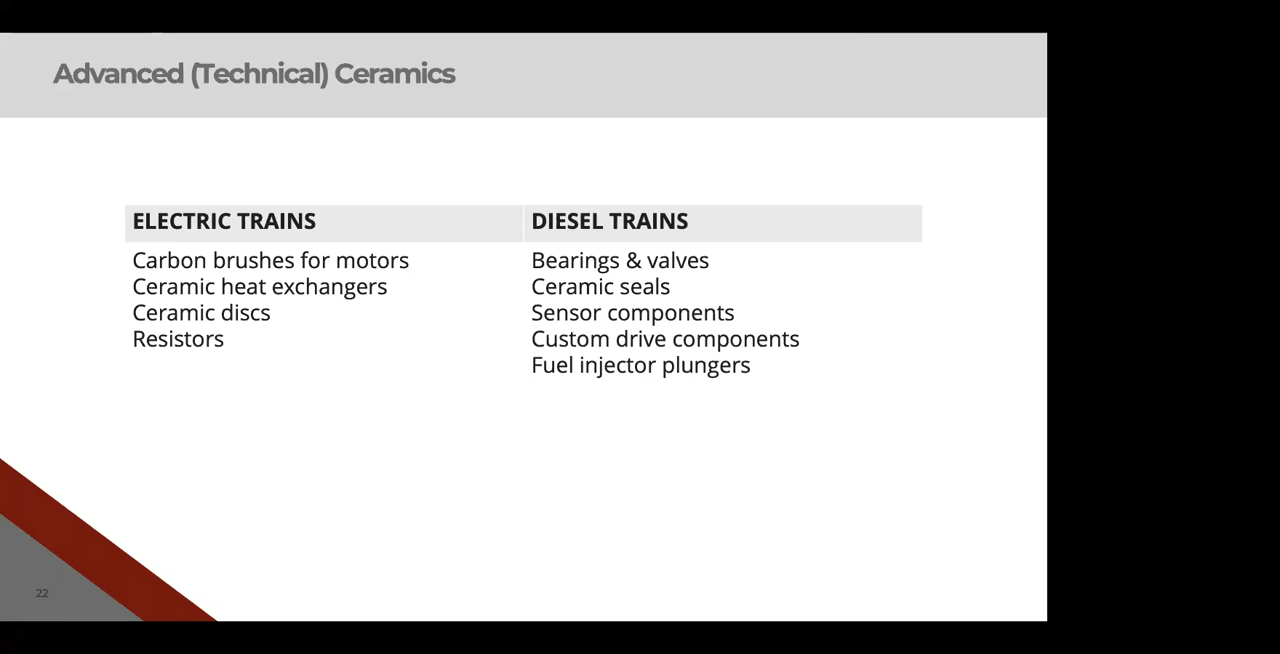 Advanced (Technical) Ceramics
ELECTRIC TRAINS
Carbon brushes for motors
Ceramic heat exchangers
Ceramic discs
Resistors
DIESEL TRAINS
Bearings & valves
Ceramic seals
Sensor components
Custom drive components
Fuel injector plungers
22